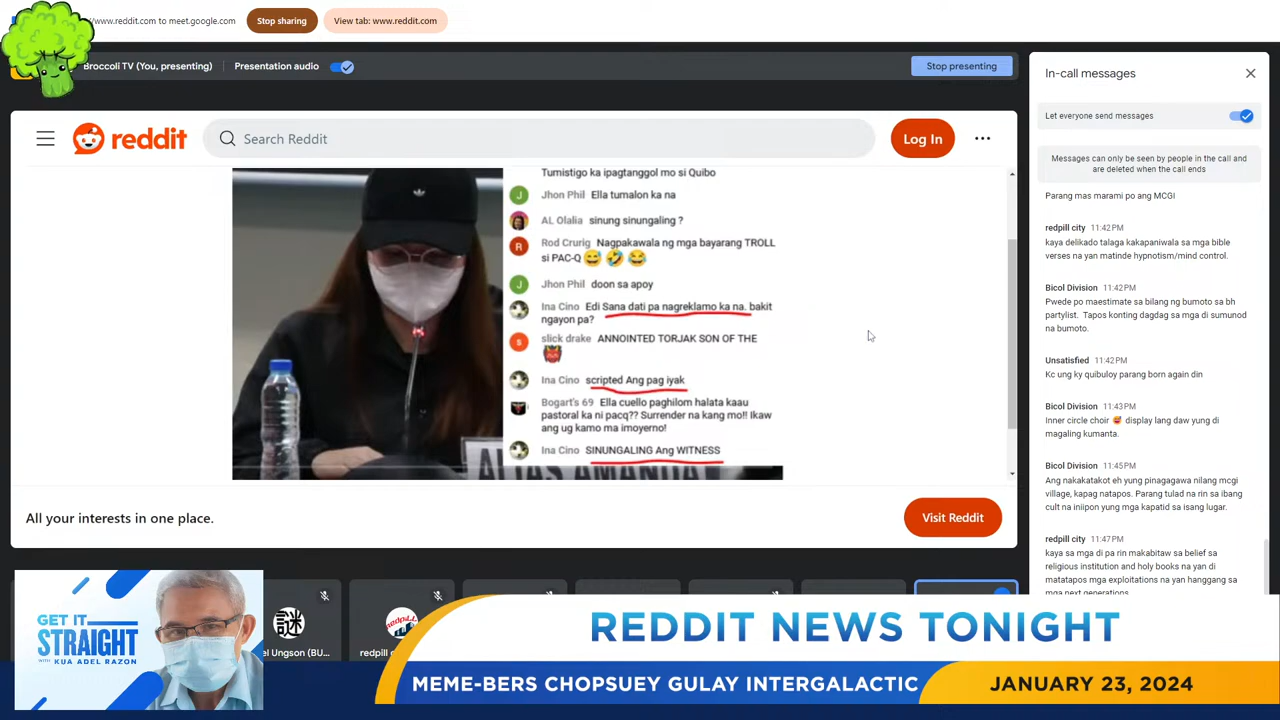 //www.reddit.com to meet.google.com
Stop sharing
View tab: www.reddit.com
Broccoli TV (You, presenting)
Presentation audio
Stop presenting
reddit
Search Reddit
Log In
Tumistigo ka ipagtanggol mo si Quibo
J
Jhon Phil Ella tumalon ka na
AL Olalia sinung sinungaling ?
R
Rod Crurig Nagpakawala ng mga bayarang TROLL
si PAC-Q😅🤣😂
J
Jhon Phil doon sa apoy
Ina Cino Edi Sana dati pa nagreklamo ka na. bakit
ngayon pa?
S
slick drake ANNOINTED TORJAK SON OF THE
👹
Ina Cino scripted Ang pag iyak
Bogart's 69 Ella cuello paghilom halata kaau
pastoral ka ni pacq?? Surrender na kang mo!! Ikaw
ang ug kamo ma imoyerno!
Ina Cino SINUNGALING Ang WITNESS
ALIAS AMANDA
All your interests in one place.
Visit Reddit
In-call messages
Let everyone send messages
Messages can only be seen by people in the call and
are deleted when the call ends
Parang mas marami po ang MCGI
redpill city 11:42PM
kaya delikado talaga kakapaniwala sa mga bible
verses na yan matinde hypnotism/mind control.
Bicol Division 11:42PM
Pwede po maestimate sa bilang ng bumoto sa bh
partylist. Tapos konting dagdag sa mga di sumunod
na bumoto.
Unsatisfied 11:42PM
Kc ung ky quibuloy parang born again din
Bicol Division 11:43PM
Inner circle choir 🥵 display lang daw yung di
magaling kumanta.
Bicol Division 11:45PM
Ang nakakatakot eh yung pinagagawa nilang mcgi
village, kapag natapos. Parang tulad na rin sa ibang
cult na iniipon yung mga kapatid sa isang lugar.
redpill city 11:47PM
kaya sa mga di pa rin makabitaw sa belief sa
religious institution and holy books na yan di
matatapos mga exploitations na yan hanggang sa
mga next generations
謎
el Ungson (BU...
redpill
redpill c
GET IT
STRAIGHT
WITH KUA ADEL RAZON
REDDIT NEWS TONIGHT
MEME-BERS CHOPSUEY GULAY INTERGALACTIC
JANUARY 23, 2024